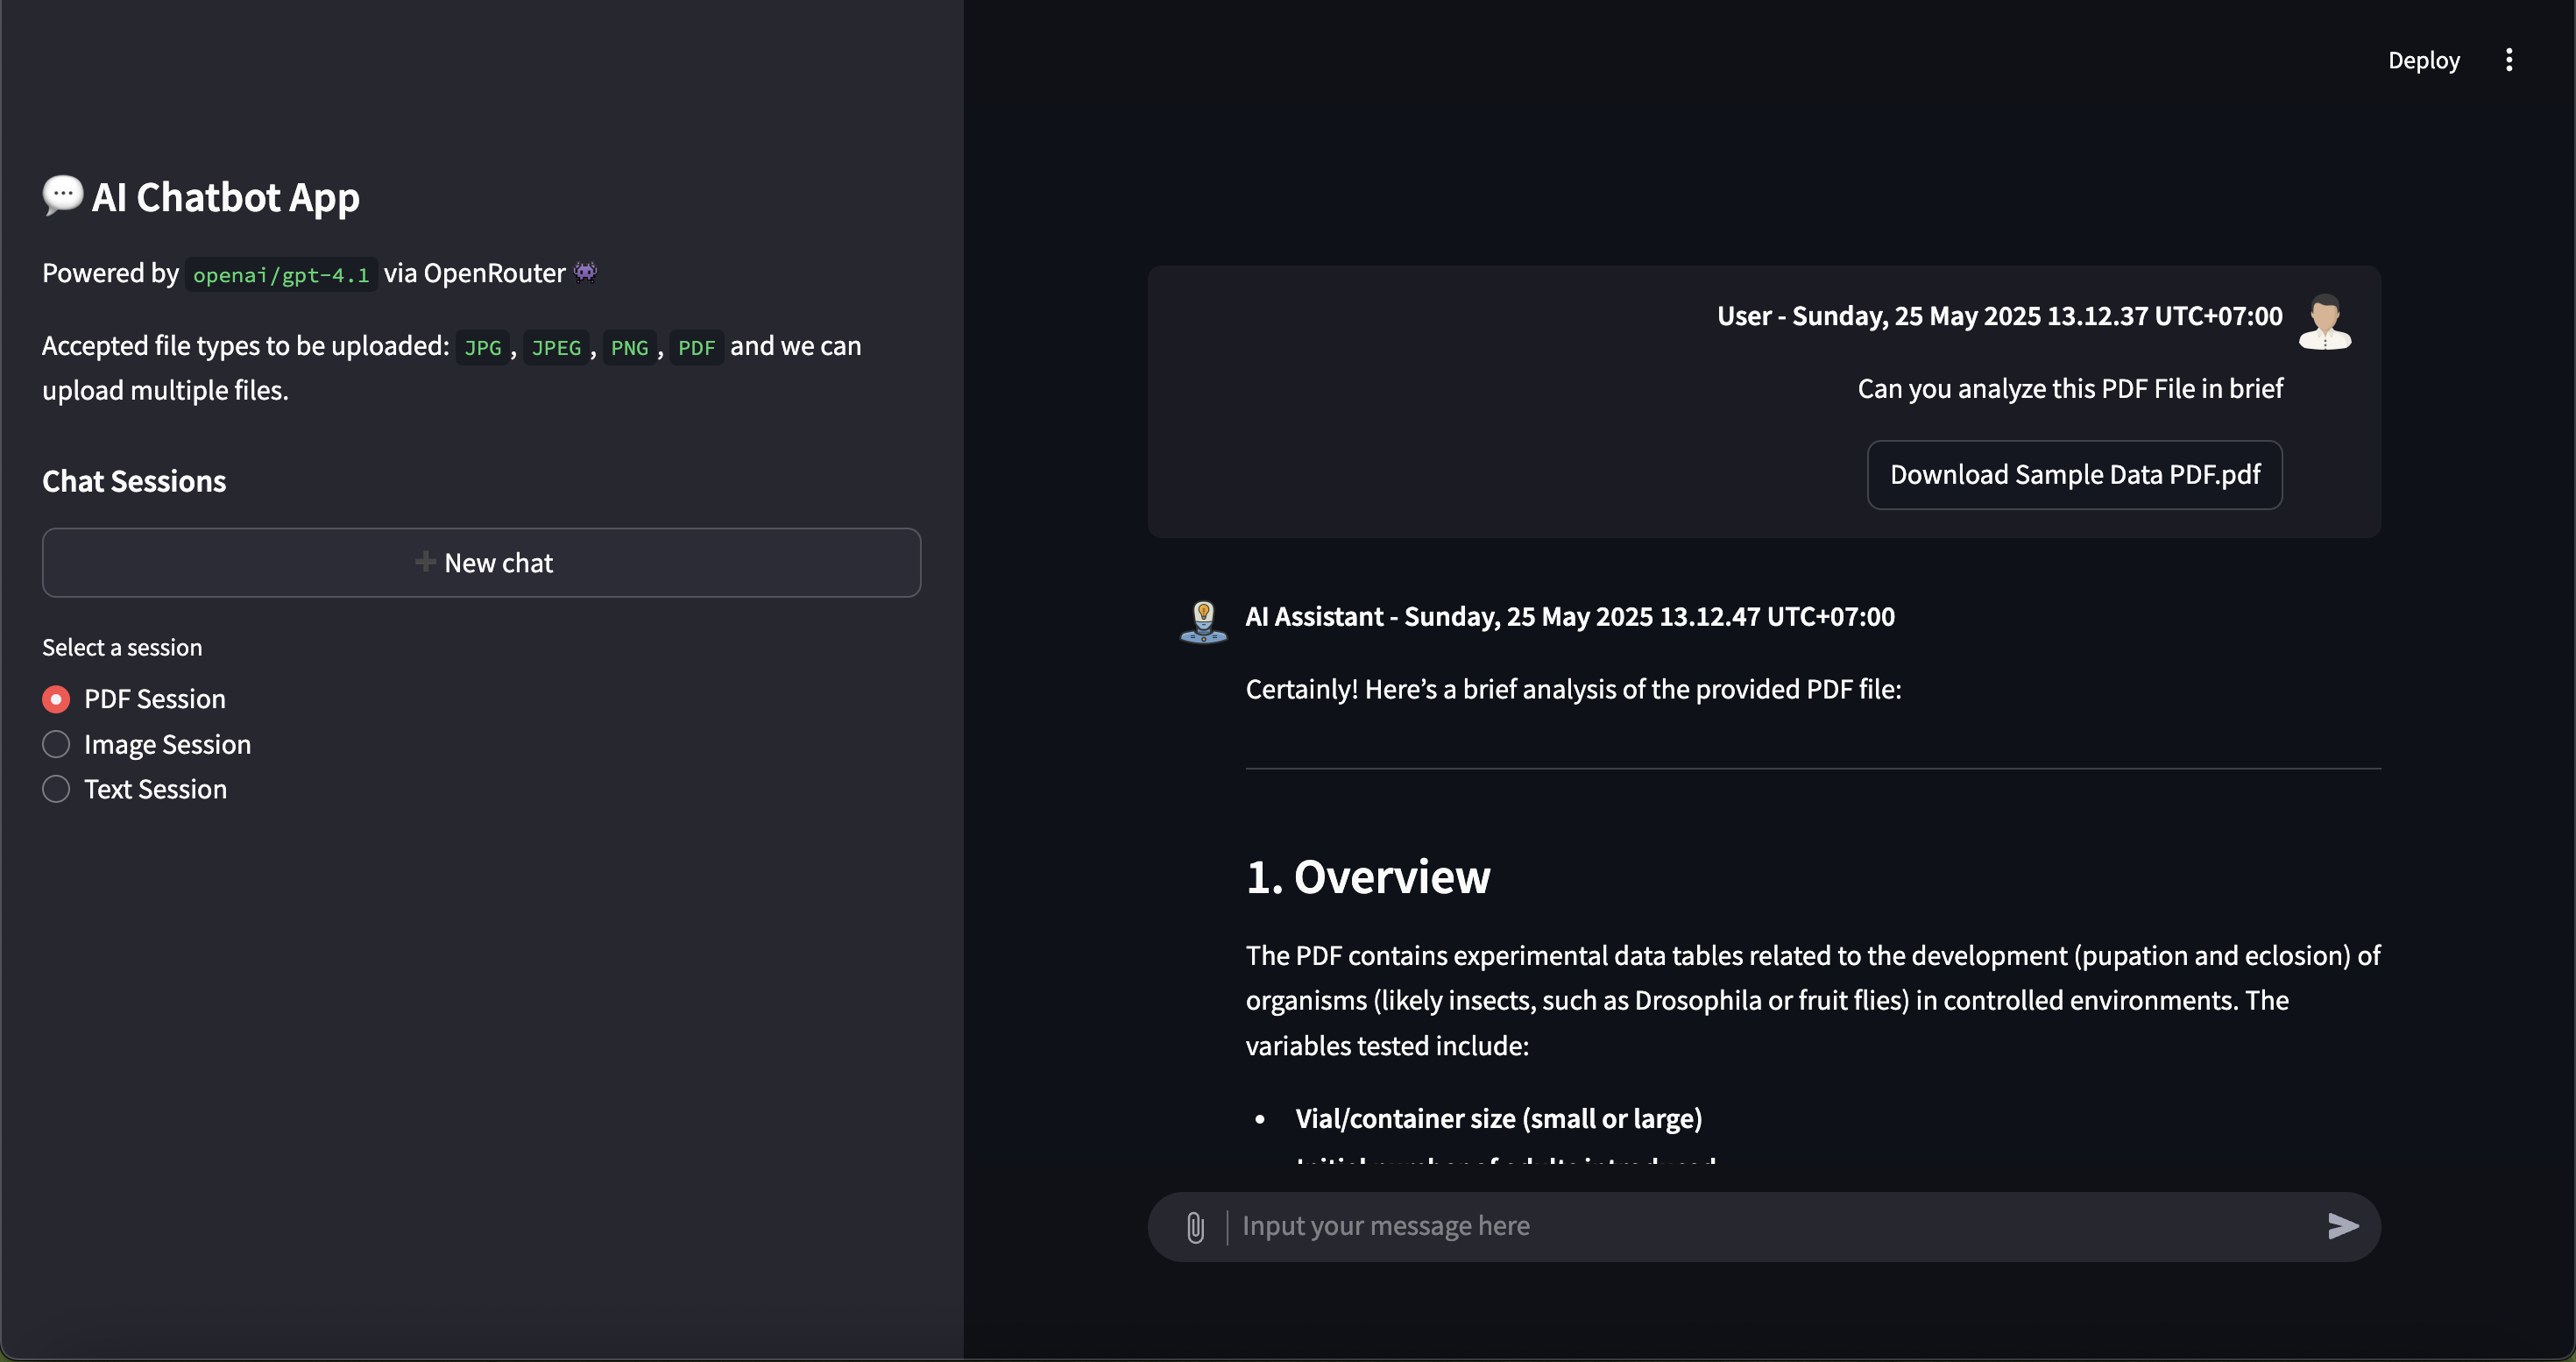 Deploy
💬 AI Chatbot App
Powered by openai/gpt-4.1 via OpenRouter 👾
Accepted file types to be uploaded: JPG, JPEG, PNG, PDF and we can
upload multiple files.
Chat Sessions
➕ New chat
Select a session
PDF Session
Image Session
Text Session
User - Sunday, 25 May 2025 13.12.37 UTC+07:00
Can you analyze this PDF File in brief
Download Sample Data PDF.pdf
AI Assistant - Sunday, 25 May 2025 13.12.47 UTC+07:00
Certainly! Here’s a brief analysis of the provided PDF file:
1. Overview
The PDF contains experimental data tables related to the development (pupation and eclosion) of
organisms (likely insects, such as Drosophila or fruit flies) in controlled environments. The
variables tested include:
• Vial/container size (small or large)
Input your message here